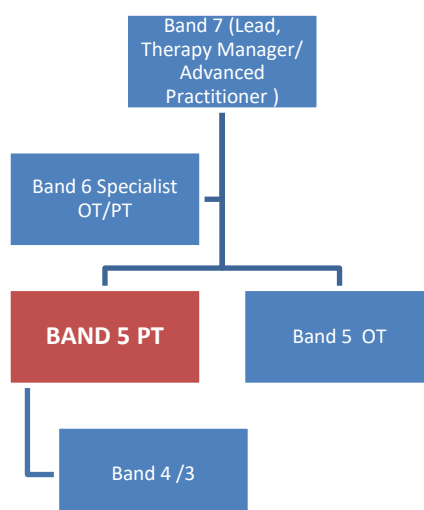 Band 7 (Lead,
Therapy Manager/
Advanced
Practitioner )
Band 6 Specialist
OT/PT
BAND 5 PT
Band 5  OT
Band 4 /3